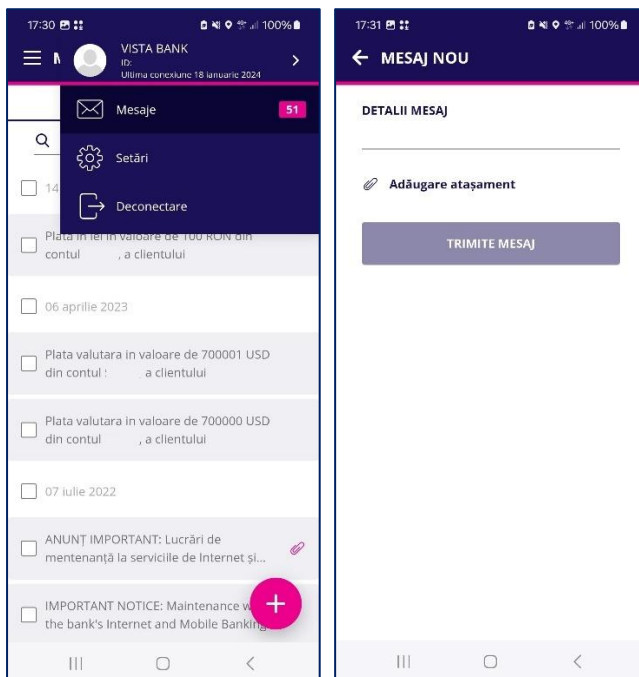 17:30
100%
VISTA BANK
ID:
Ultima conexiune 18 ianuarie 2024
Mesaje 51
Setări
Deconectare
14
Plata in lei in valoare de 100 RON din
contul , a clientului
06 aprilie 2023
Plata valutara in valoare de 700001 USD
din contul a clientului
Plata valutara in valoare de 700000 USD
din contul , a clientului
07 iulie 2022
ANUNȚ IMPORTANT: Lucrări de
mentenanță la serviciile de Internet și...
IMPORTANT NOTICE: Maintenance
the bank's Internet and Mobile Banking
17:31
100%
MESAJ NOU
DETALII MESAJ
Adăugare atașament
TRIMITE MESAJ